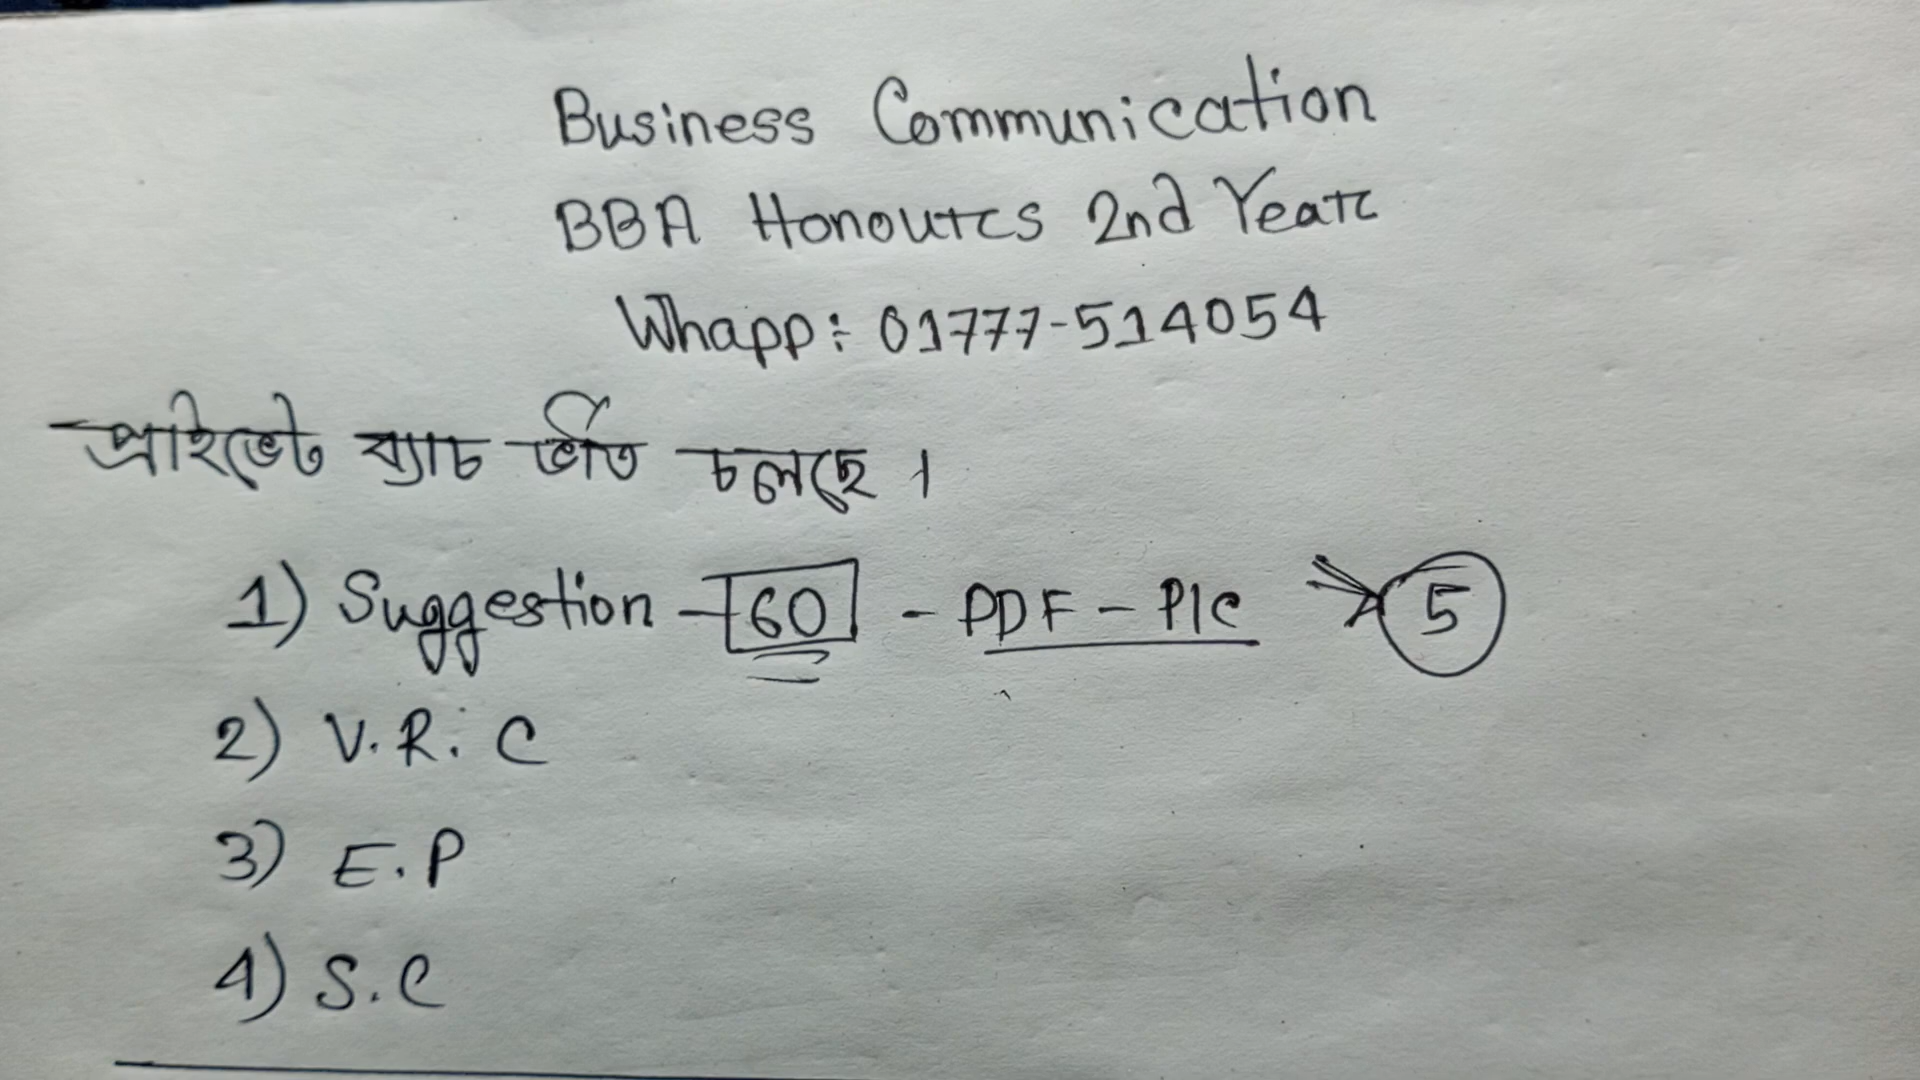 Business Communication
BBA Honours 2nd Year
Whapp: 01777-514054
প্রাইভেট ব্যাচ ভর্তি চলছে।
1) Suggestion - 60 - PDF - PIC → 5
2) V.R.C
3) E.P
4) S.C